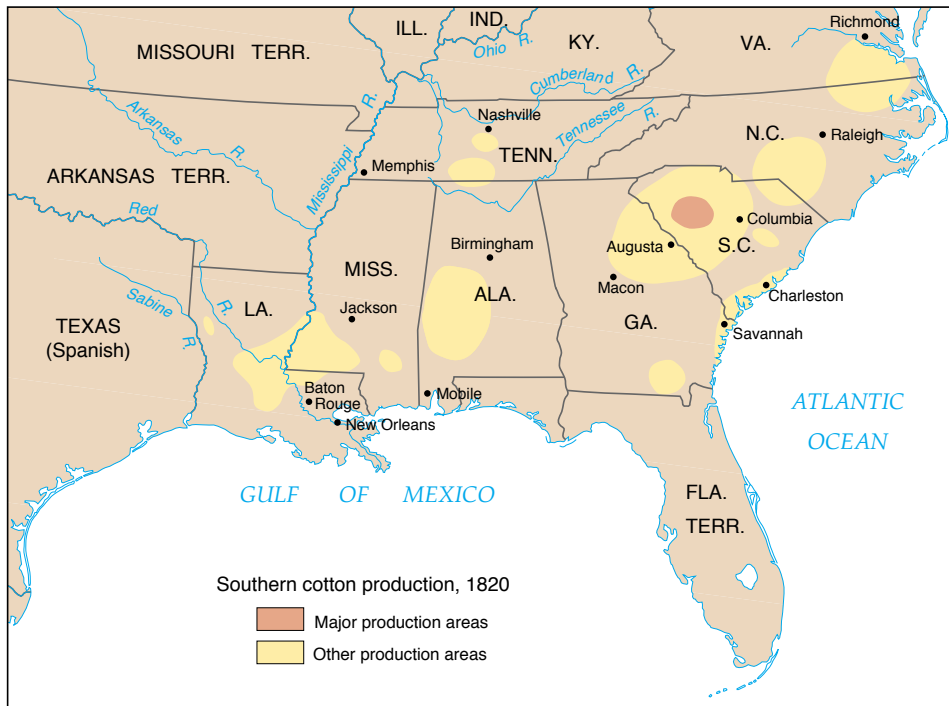 Richmond
ILL.
IND.
KY.
VA.
MISSOURI TERR.
Ohio R.
Cumberland R.
Arkansas R.
Mississippi R.
Nashville
Tennessee R.
N.C.
Raleigh
TENN.
Memphis
ARKANSAS TERR.
Red R.
Columbia
S.C.
Augusta
Birmingham
MISS.
Macon
ALA.
Charleston
Sabine R.
LA.
Jackson
GA.
TEXAS
(Spanish)
Savannah
Baton
Rouge
Mobile
New Orleans
ATLANTIC
OCEAN
GULF OF MEXICO
FLA.
TERR.
Southern cotton production, 1820
Major production areas
Other production areas